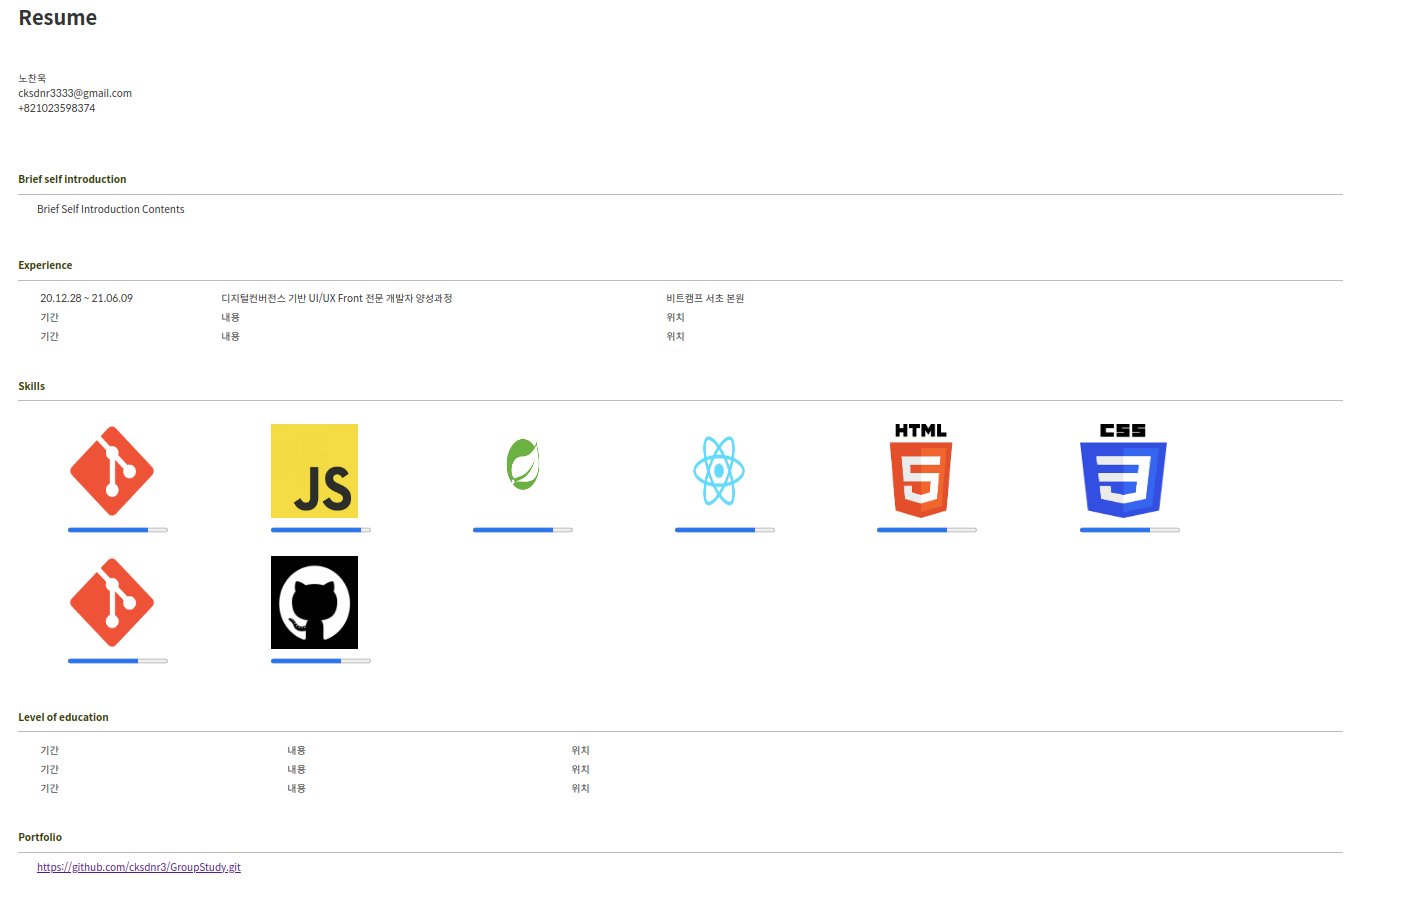 Resume
노찬욱
cksdnr3333@gmail.com
+821023598374
Brief self introduction
Brief Self Introduction Contents
Experience
20.12.28 ~ 21.06.09 디지털컨버전스 기반 UI/UX Front 전문 개발자 양성과정 비트캠프 서초 본원
기간 내용 위치
기간 내용 위치
Skills
JS
HTML CSS
Level of education
기간 내용 위치
기간 내용 위치
기간 내용 위치
Portfolio
https://github.com/cksdnr3/GroupStudy.git